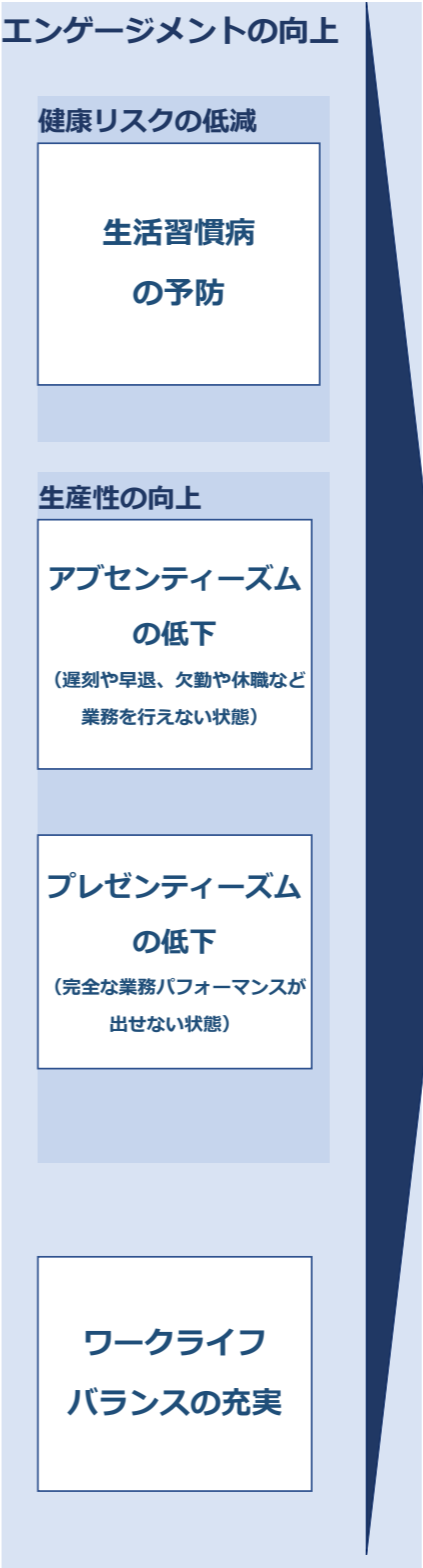 エンゲージメントの向上
健康リスクの低減
生活習慣病
の予防
生産性の向上
アブセンティーズム
の低下
（遅刻や早退、欠勤や休職など
業務を行えない状態）
プレゼンティーズム
の低下
（完全な業務パフォーマンスが
出せない状態）
ワークライフ
バランスの充実